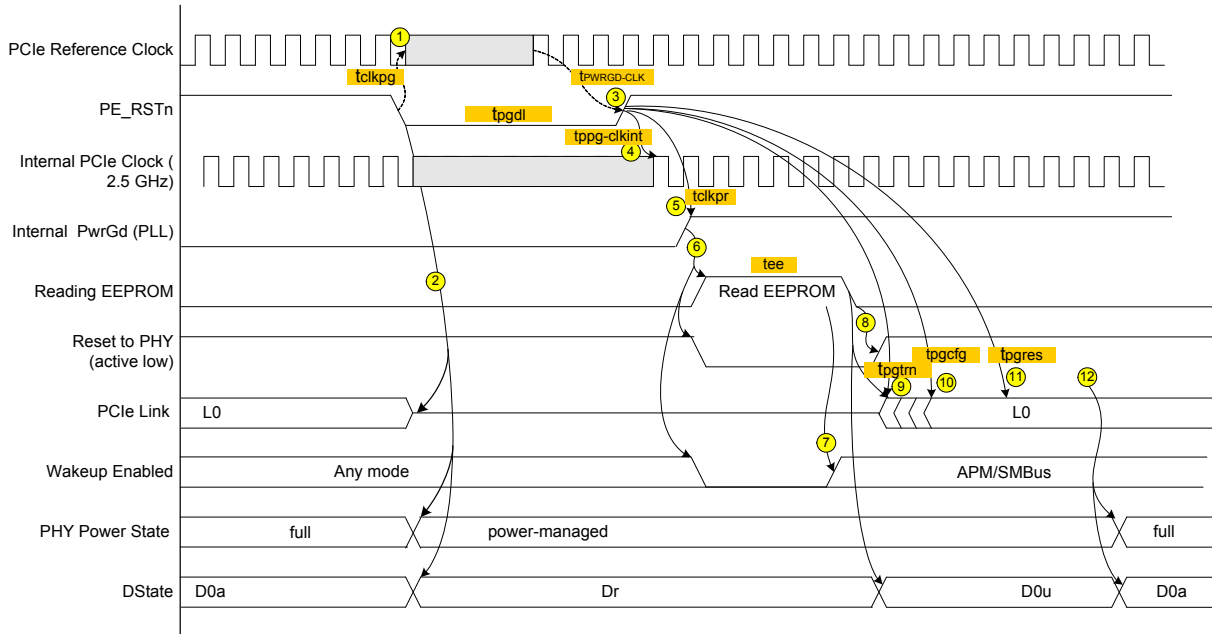 PCIe Reference Clock
1
tclkpg
tPWRGD-CLK
PE_RSTn
3
tpgdl
tppg-clkint
4
Internal PCIe Clock (
2.5 GHz)
tclkpr
5
Internal PwrGd (PLL)
6
2
tee
Reading EEPROM
Read EEPROM
8
Reset to PHY
(active low)
tpgcfg
tpgres
tpgtrn
9
10
11
12
PCIe Link
L0
L0
7
Wakeup Enabled
Any mode
APM/SMBus
PHY Power State
full
power-managed
full
DState
D0a
Dr
D0u
D0a